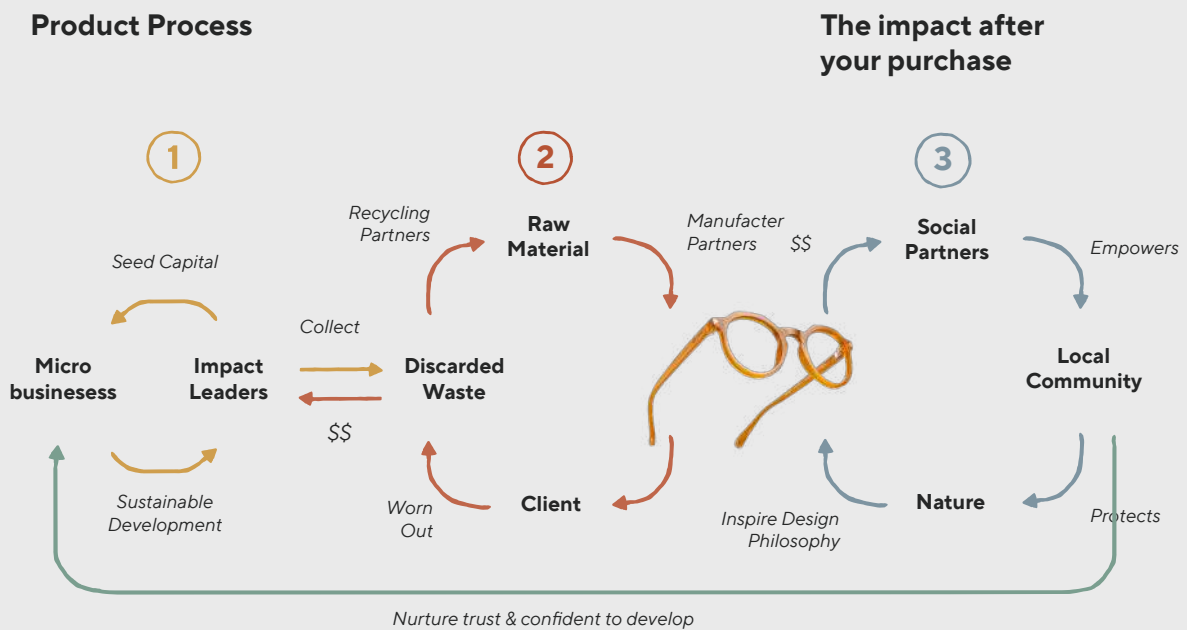 Product Process
The impact after
your purchase
1
2
3
Seed Capital
Micro
businesess
Impact
Leaders
Sustainable
Development
Collect
$$
Recycling
Partners
Raw
Material
Manufacter
Partners $$
Discarded
Waste
Worn
Out
Client
Social
Partners
Empowers
Local
Community
Inspire Design
Philosophy
Nature
Protects
Nurture trust & confident to develop